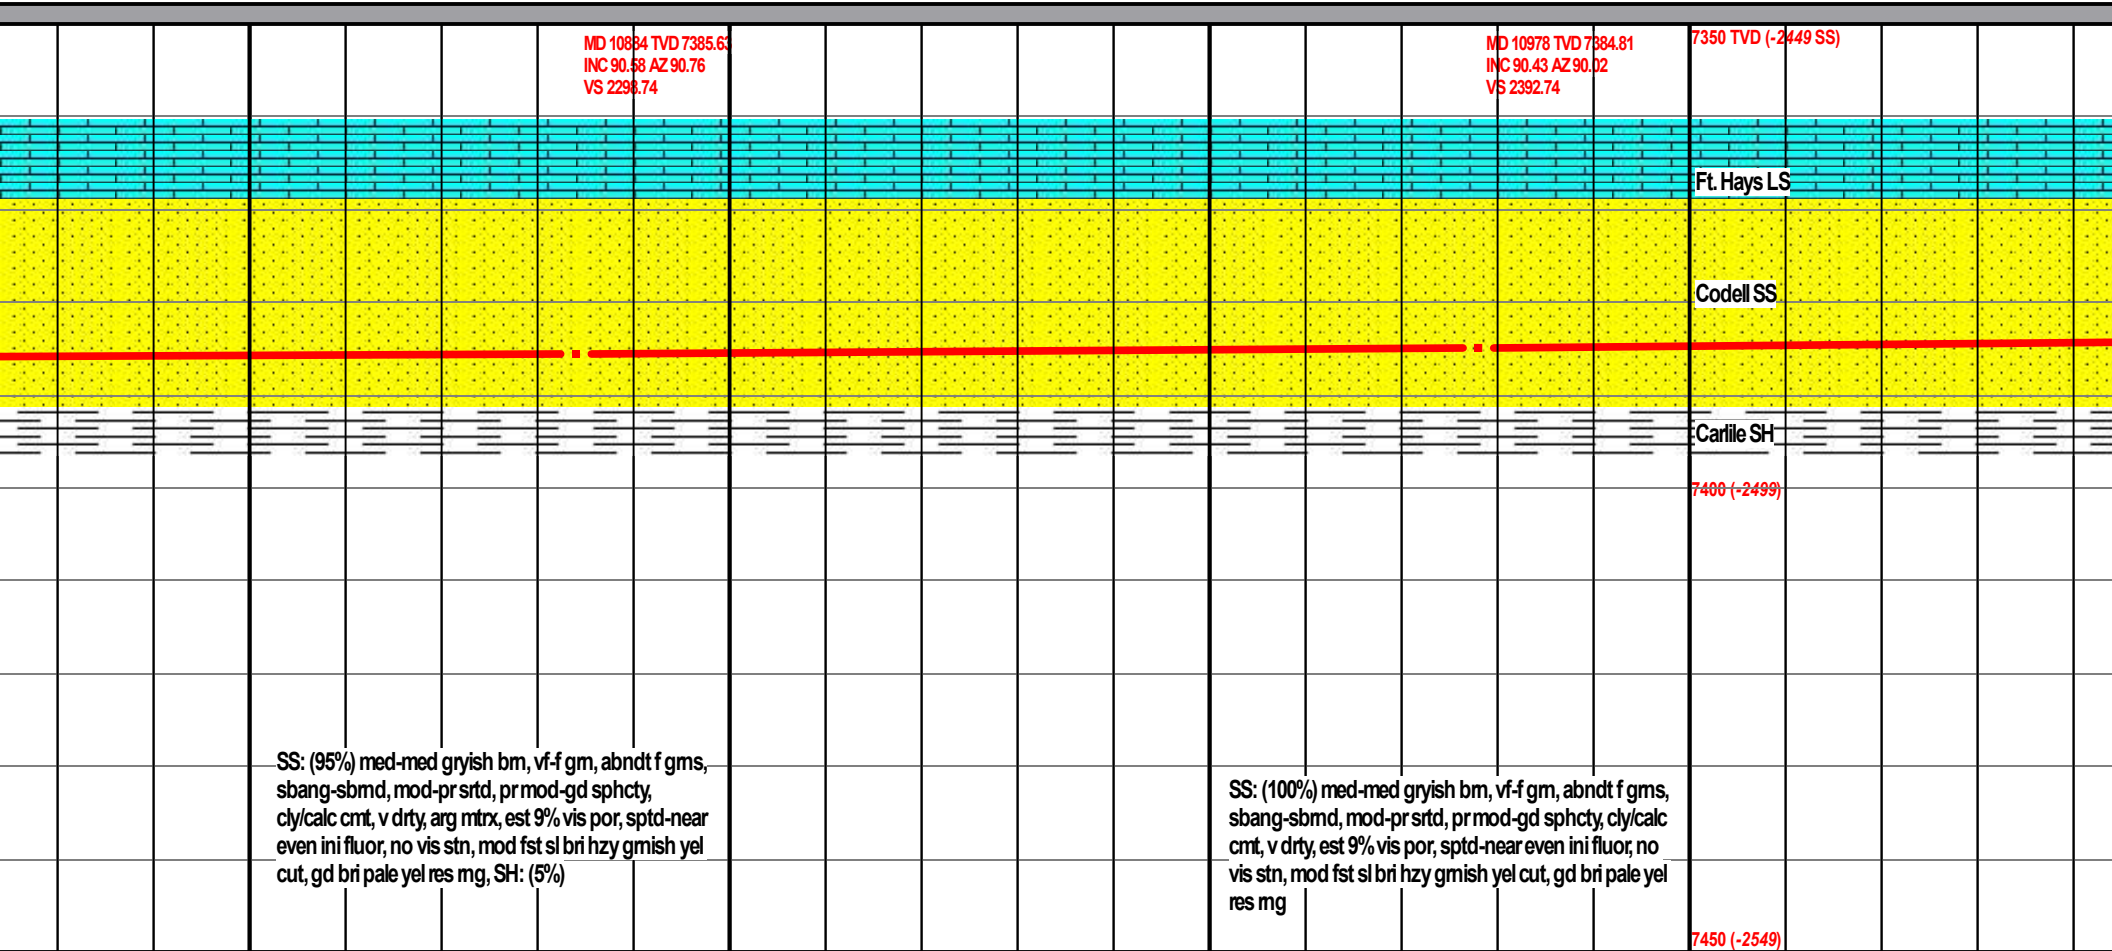 MD 10884 TVD 7385.63
INC 90.58 AZ 90.76
VS 2298.74
MD 10978 TVD 7384.81
INC 90.43 AZ 90.02
VS 2392.74
7350 TVD (-2449 SS)
Ft. Hays LS
Codell SS
Carlile SH
7400 (-2499)
SS: (95%) med-med gryish brn, vf-f grn, abndt f grns,
sbang-sbrnd, mod-pr srtd, pr mod-gd sphcty,
cly/calc cmt, v drty, arg mtrx, est 9% vis por, sptd-near
even ini fluor, no vis stn, mod fst sl bri hzy grnish yel
cut, gd bri pale yel res rng, SH: (5%)
SS: (100%) med-med gryish brn, vf-f grn, abndt f grns,
sbang-sbrnd, mod-pr srtd, pr mod-gd sphcty, cly/calc
cmt, v drty, est 9% vis por, sptd-near even ini fluor, no
vis stn, mod fst sl bri hzy grnish yel cut, gd bri pale yel
res rng
7450 (-2549)